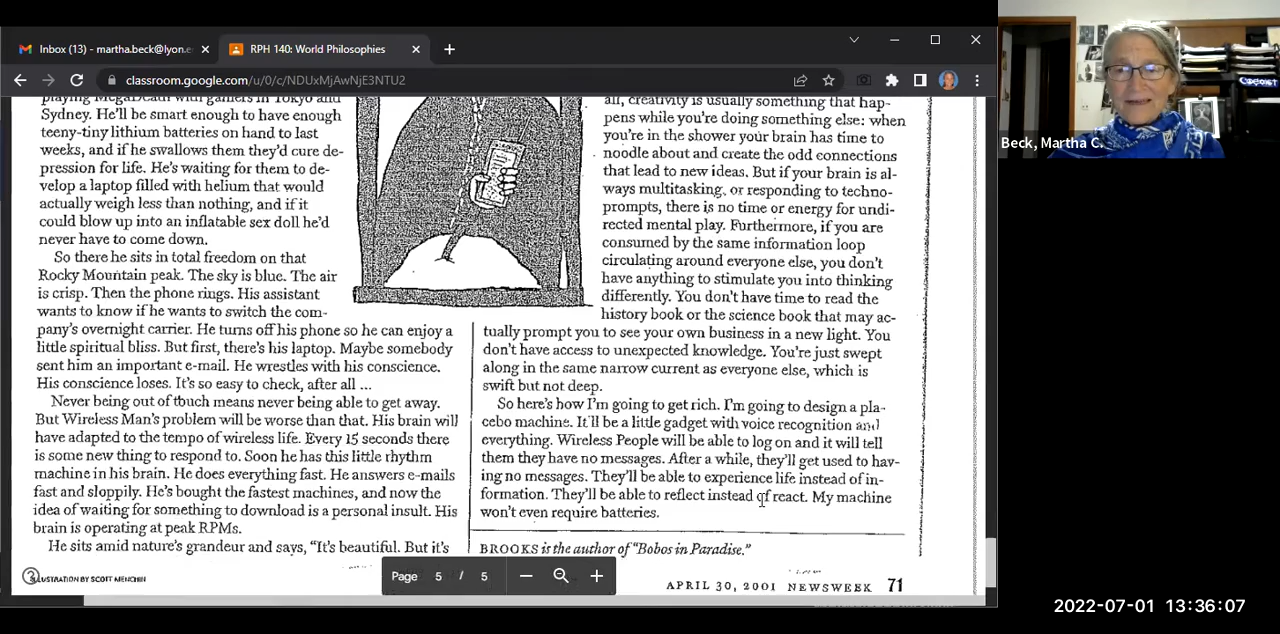 Inbox (13) - martha.beck@lyon.e
RPH 140: World Philosophies
classroom.google.com/u/0/c/NDUxMjAwNjE3NTU2
playing MegaDeath with gamers in Tokyo and
Sydney. He'll be smart enough to have enough
teeny-tiny lithium batteries on hand to last
weeks, and if he swallows them they'd cure de-
pression for life. He's waiting for them to de-
velop a laptop filled with helium that would
actually weigh less than nothing, and if it
could blow up into an inflatable sex doll he'd
never have to come down.
So there he sits in total freedom on that
Rocky Mountain peak. The sky is blue. The air
is crisp. Then the phone rings. His assistant
wants to know if he wants to switch the com-
pany's overnight carrier. He turns off his phone so he can enjoy a
little spiritual bliss. But first, there's his laptop. Maybe somebody
sent him an important e-mail. He wrestles with his conscience.
His conscience loses. It's so easy to check, after all ...
Never being out of touch means never being able to get away.
But Wireless Man's problem will be worse than that. His brain will
have adapted to the tempo of wireless life. Every 15 seconds there
is some new thing to respond to. Soon he has this little rhythm
machine in his brain. He does everything fast. He answers e-mails
fast and sloppily. He's bought the fastest machines, and now the
idea of waiting for something to download is a personal insult. His
brain is operating at peak RPMs.
He sits amid nature's grandeur and says, "It's beautiful. But it's
ILLUSTRATION BY SCOTT MENCHIN
all, creativity is usually something that hap-
pens while you're doing something else: when
you're in the shower your brain has time to
noodle about and create the odd connections
that lead to new ideas. But if your brain is al-
ways multitasking, or responding to techno-
prompts, there is no time or energy for undi-
rected mental play. Furthermore, if you are
consumed by the same information loop
circulating around everyone else, you don't
have anything to stimulate you into thinking
differently. You don't have time to read the
history book or the science book that may ac-
tually prompt you to see your own business in a new light. You
don't have access to unexpected knowledge. You're just swept
along in the same narrow current as everyone else, which is
swift but not deep.
So here's how I'm going to get rich. I'm going to design a pla-
cebo machine. It'll be a little gadget with voice recognition and
everything. Wireless People will be able to log on and it will tell
them they have no messages. After a while, they'll get used to hav-
ing no messages. They'll be able to experience life instead of in-
formation. They'll be able to reflect instead of react. My machine
won't even require batteries.
BROOKS is the author of "Bobos in Paradise."
APRIL 30, 2001 NEWSWEEK 71
Page 5 / 5
Beck, Martha C.
COEXIST
2022-07-01 13:36:07